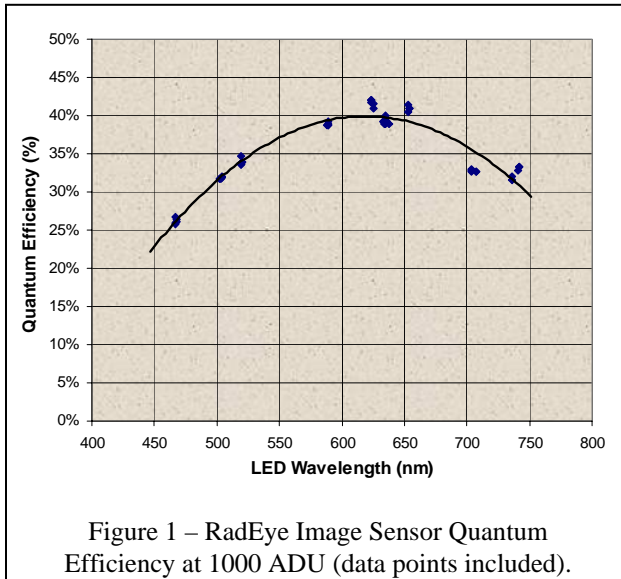 50%
45%
40%
35%
30%
25%
20%
15%
10%
5%
0%
Quantum Efficiency (%)
400 450 500 550 600 650 700 750 800
LED Wavelength (nm)
Figure 1 – RadEye Image Sensor Quantum
Efficiency at 1000 ADU (data points included).